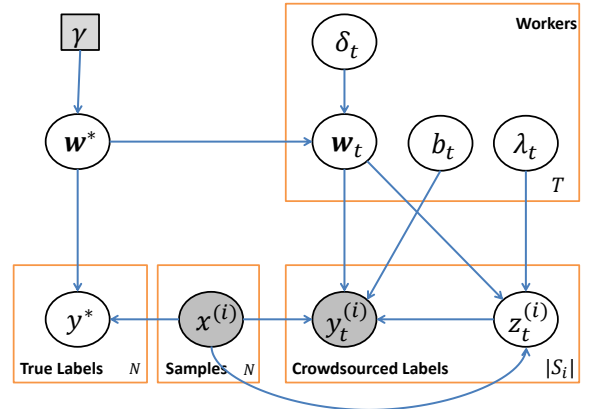 γ
Workers
δ_t
w* w_t b_t λ_t
T
y* x^(i) y_t^(i) z_t^(i)
True Labels N Samples N Crowdsourced Labels |S_i|